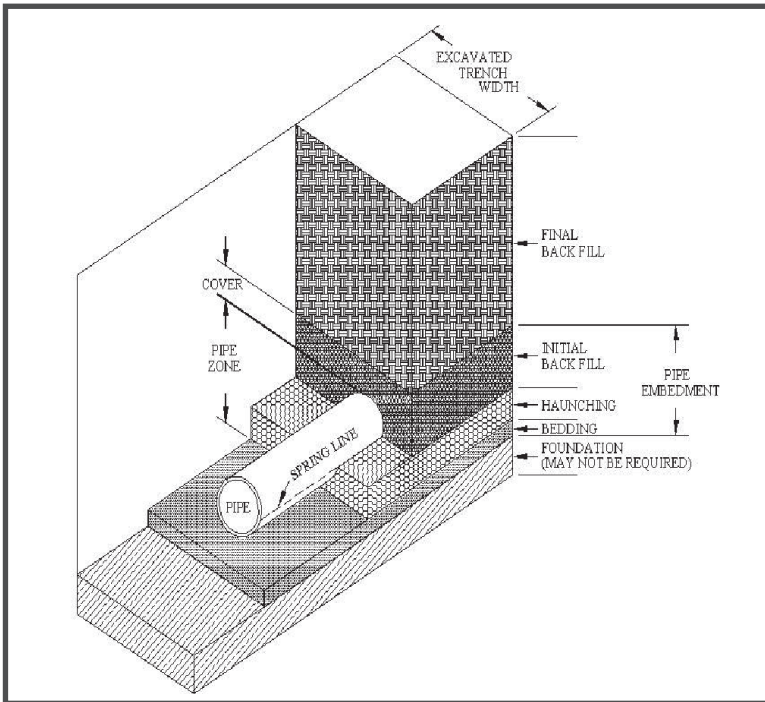 EXCAVATED
TRENCH
WIDTH
FINAL
BACK FILL
COVER
PIPE
ZONE
INITIAL
BACK FILL
PIPE
EMBEDMENT
HAUNCHING
BEDDING
FOUNDATION
(MAY NOT BE REQUIRED)
SPRING LINE
PIPE